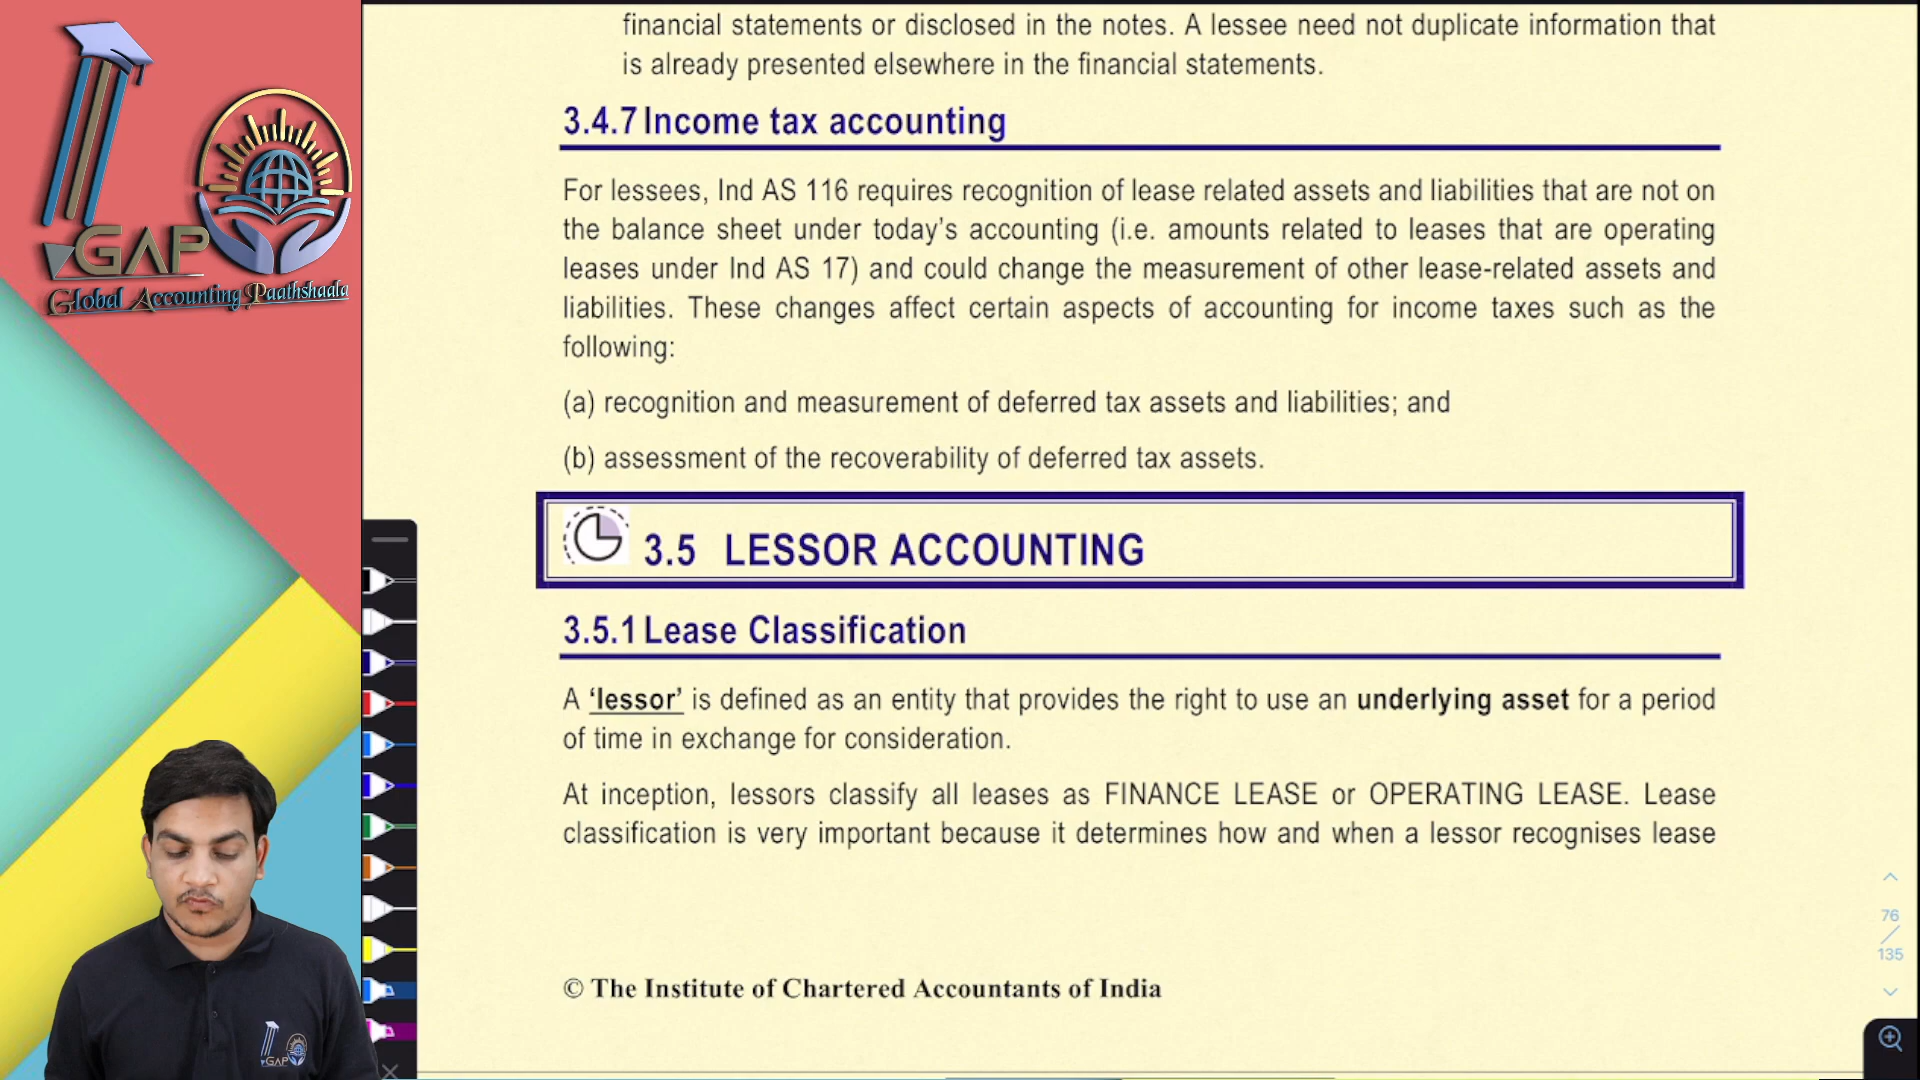 GAP
Global Accounting Paathshaala
financial statements or disclosed in the notes. A lessee need not duplicate information that
is already presented elsewhere in the financial statements.
3.4.7 Income tax accounting
For lessees, Ind AS 116 requires recognition of lease related assets and liabilities that are not on
the balance sheet under today’s accounting (i.e. amounts related to leases that are operating
leases under Ind AS 17) and could change the measurement of other lease-related assets and
liabilities. These changes affect certain aspects of accounting for income taxes such as the
following:
(a) recognition and measurement of deferred tax assets and liabilities; and
(b) assessment of the recoverability of deferred tax assets.
3.5 LESSOR ACCOUNTING
3.5.1 Lease Classification
A ‘lessor’ is defined as an entity that provides the right to use an underlying asset for a period
of time in exchange for consideration.
At inception, lessors classify all leases as FINANCE LEASE or OPERATING LEASE. Lease
classification is very important because it determines how and when a lessor recognises lease
© The Institute of Chartered Accountants of India
76
/
135
GAP